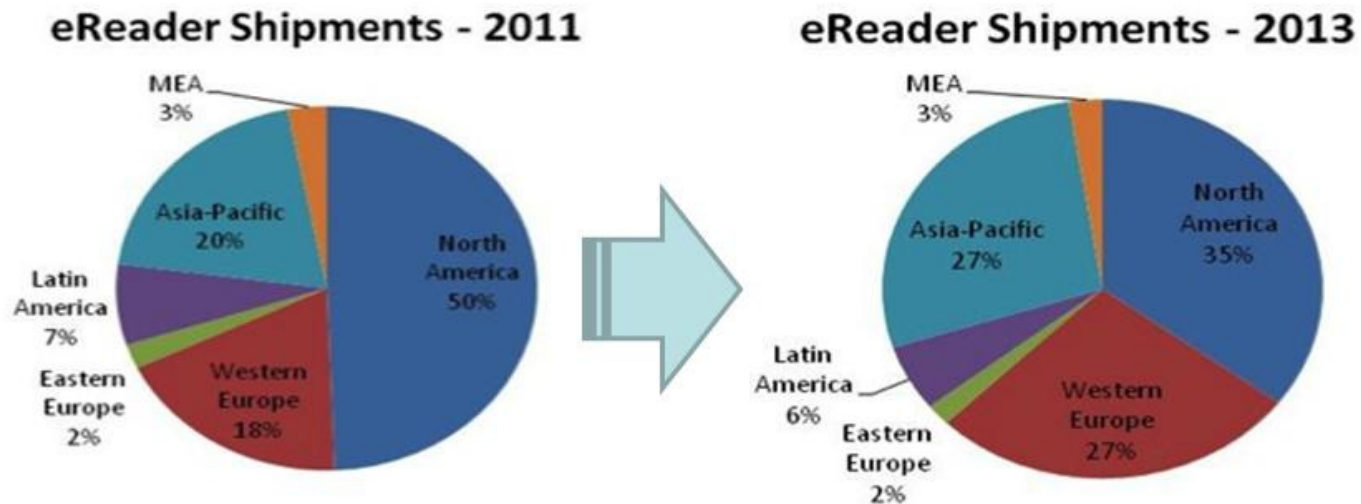 eReader Shipments - 2011
MEA
3%
Asia-Pacific
20%
North
America
50%
Latin
America
7%
Eastern
Europe
2%
Western
Europe
18%
eReader Shipments - 2013
MEA
3%
North
America
35%
Asia-Pacific
27%
Latin
America
6%
Eastern
Europe
2%
Western
Europe
27%